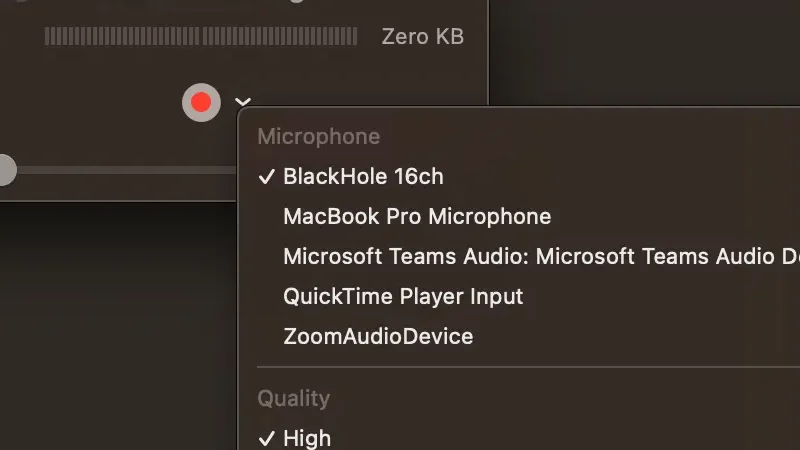 Zero KB
Microphone
✓ BlackHole 16ch
MacBook Pro Microphone
Microsoft Teams Audio: Microsoft Teams Audio D
QuickTime Player Input
ZoomAudioDevice
Quality
✓ High